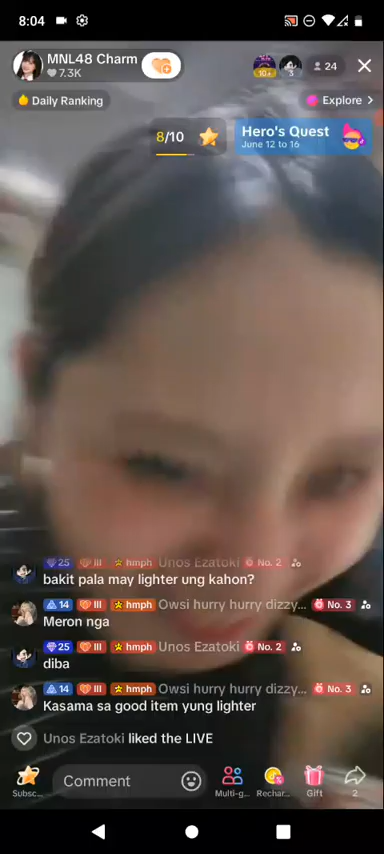 8:04
MNL48 Charm
7.3K
10+
3
24
Daily Ranking
Explore >
8/10
Hero's Quest
June 12 to 16
25 III hmph Unos Ezatoki No. 2
bakit pala may lighter ung kahon?
14 III hmph Owsi hurry hurry dizzy... No. 3
Meron nga
25 III hmph Unos Ezatoki No. 2
diba
14 III hmph Owsi hurry hurry dizzy... No. 3
Kasama sa good item yung lighter
Unos Ezatoki liked the LIVE
Comment
Subsc...
Multi-g...
Rechar...
Gift
2